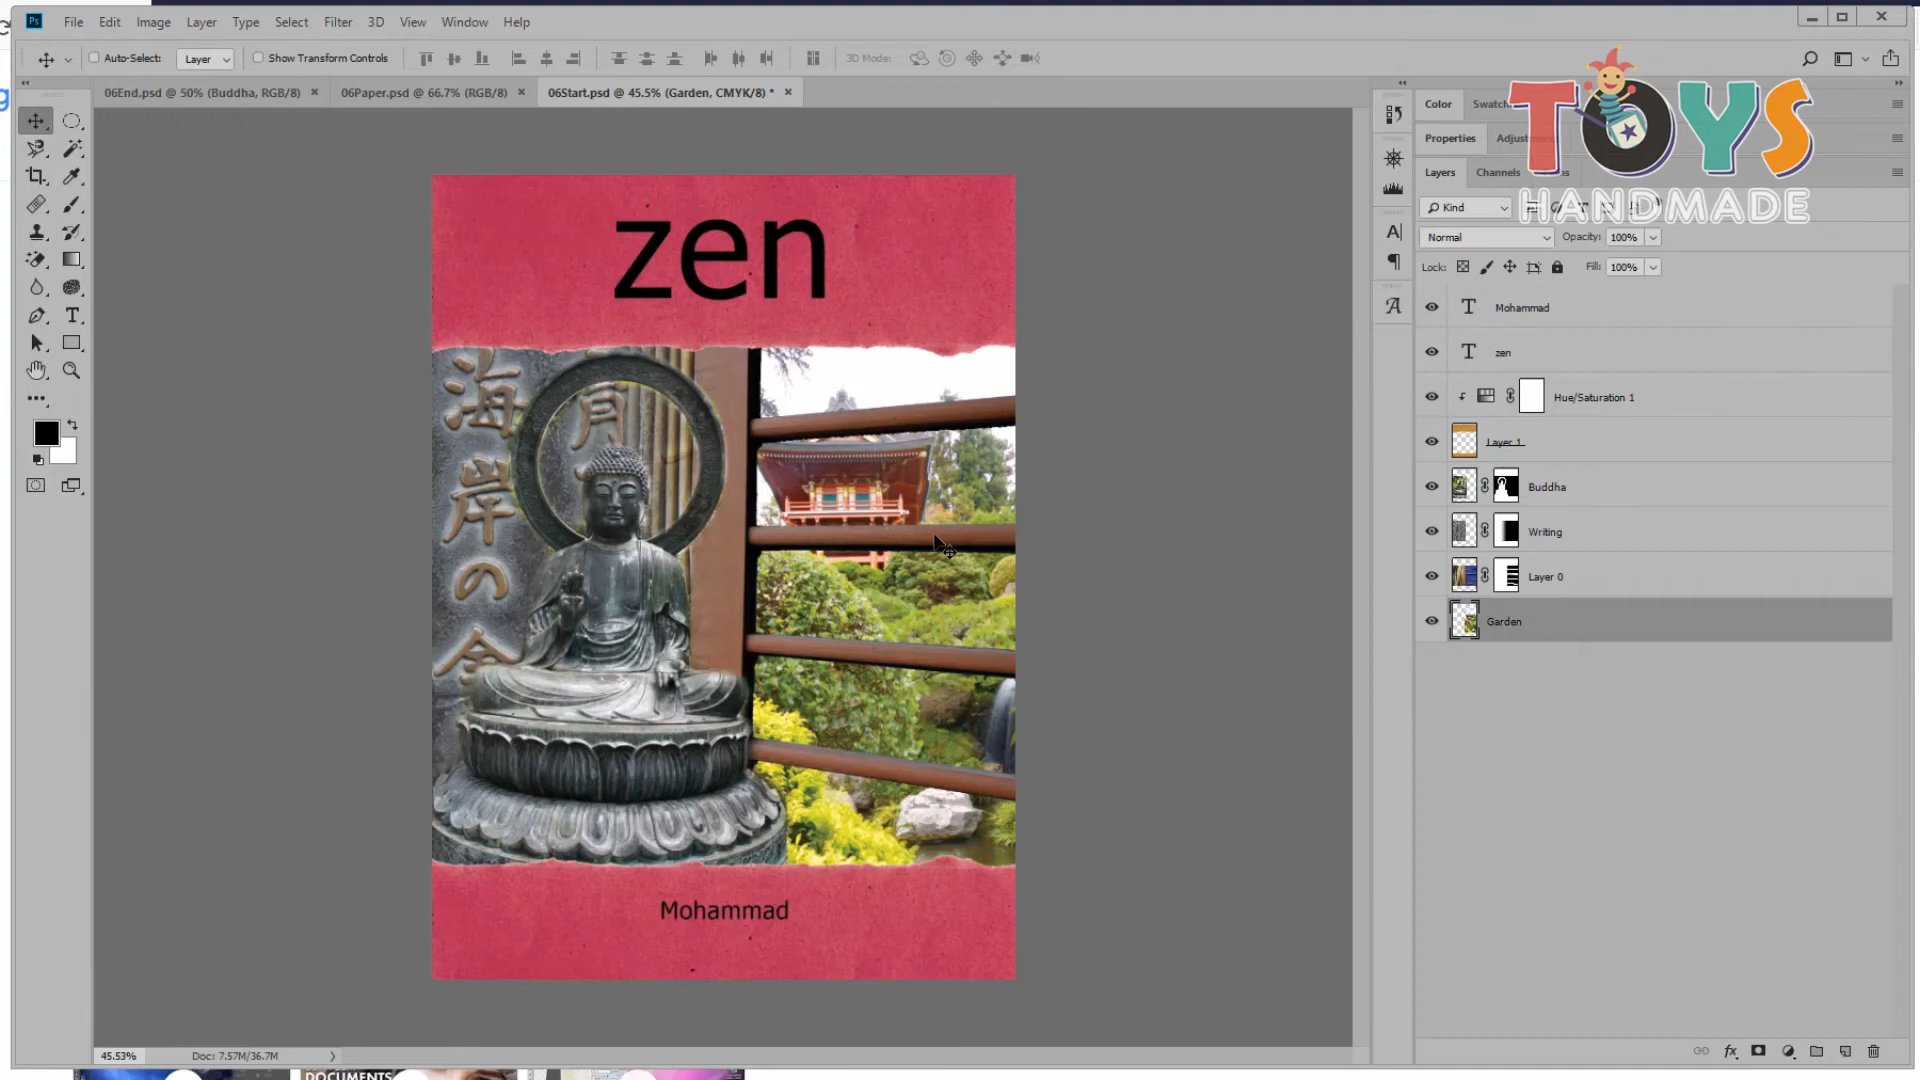 File Edit Image Layer Type Select Filter 3D View Window Help
Auto-Select: Layer Show Transform Controls 3D Mode:
06End.psd @ 50% (Buddha, RGB/8) × 06Paper.psd @ 66.7% (RGB/8) × 06Start.psd @ 45.5% (Garden, CMYK/8) * ×
TOYS
HANDMADE
Color
Properties
Layers Channels
Kind
Normal Opacity: 100%
Lock: Fill: 100%
Mohammad
zen
Hue/Saturation 1
Layer 1
Buddha
Writing
Layer 0
Garden
zen
海岸の
月
Mohammad
45.53% Doc: 7.57M/36.7M
DOCUMENTS